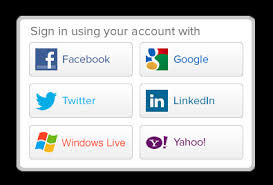 Sign in using your account with
Facebook Google
Twitter LinkedIn
Windows Live Yahoo!